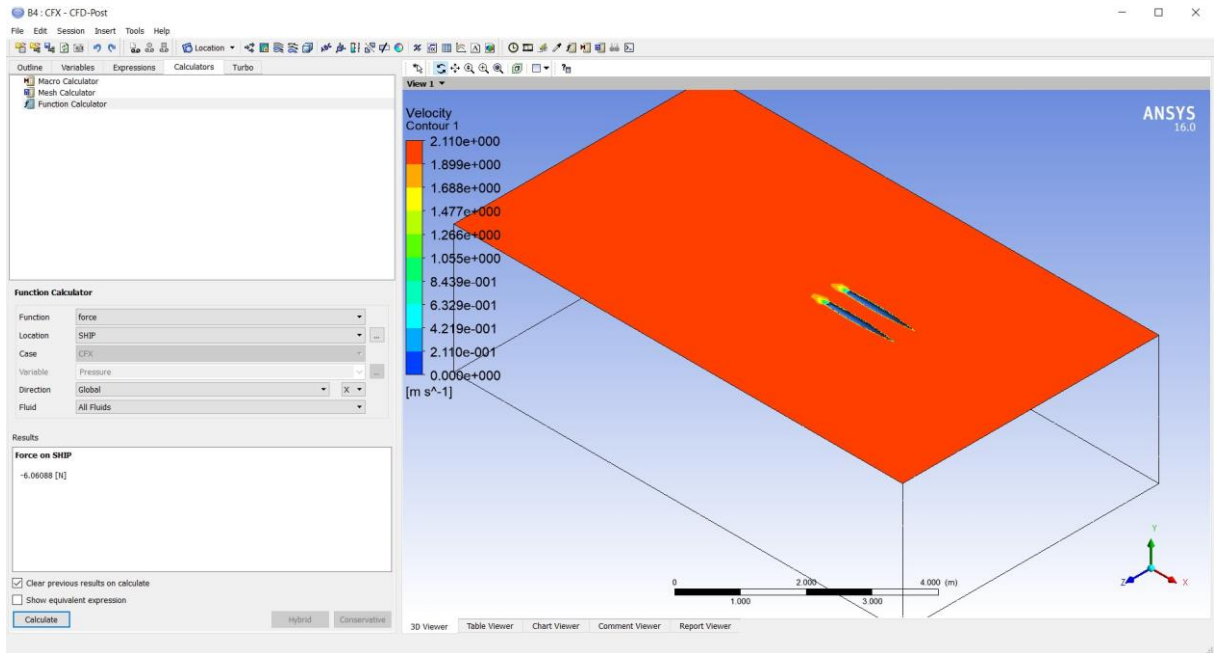 B4 : CFX - CFD-Post
File Edit Session Insert Tools Help
Location
Outline Variables Expressions Calculators Turbo
Macro Calculator
Mesh Calculator
Function Calculator
Function Calculator
Function force
Location SHIP ...
Case CFX
Variable Pressure ...
Direction Global X
Fluid All Fluids
Results
Force on SHIP
-6.06088 [N]
Clear previous results on calculate
Show equivalent expression
Calculate Hybrid Conservative
View 1
Velocity
Contour 1
2.110e+000
1.899e+000
1.688e+000
1.477e+000
1.266e+000
1.055e+000
8.439e-001
6.329e-001
4.219e-001
2.110e-001
0.000e+000
[m s^-1]
ANSYS
16.0
0 2.000 4.000 (m)
1.000 3.000
Y
Z X
3D Viewer Table Viewer Chart Viewer Comment Viewer Report Viewer